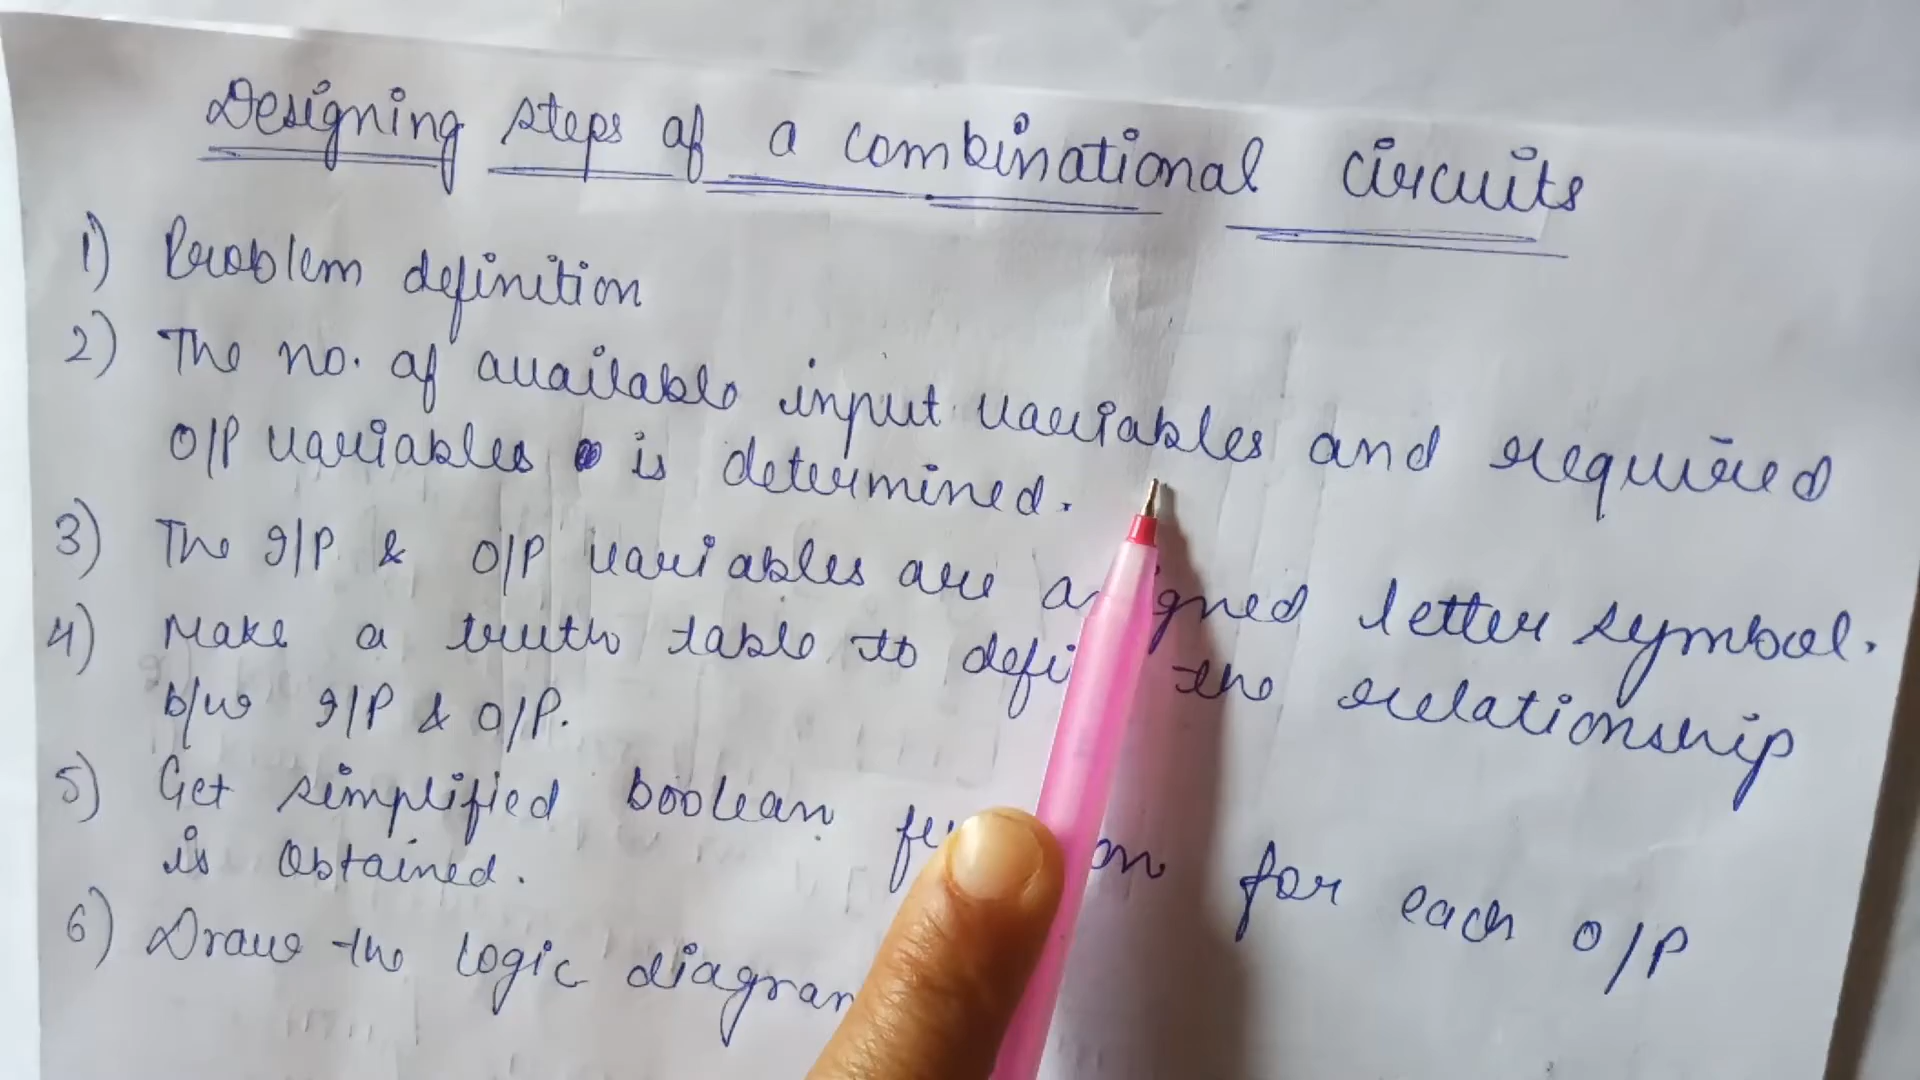 Designing steps of a combinational circuits
1) Problem definition
2) The no. of available input variables and required
O/P variables is determined.
3) The I/P & O/P variables are letter symbol.
4) Make a truth table to the relationship
b/w I/P & O/P.
5) Get simplified boolean for each O/P
is obtained.
6) Draw the logic